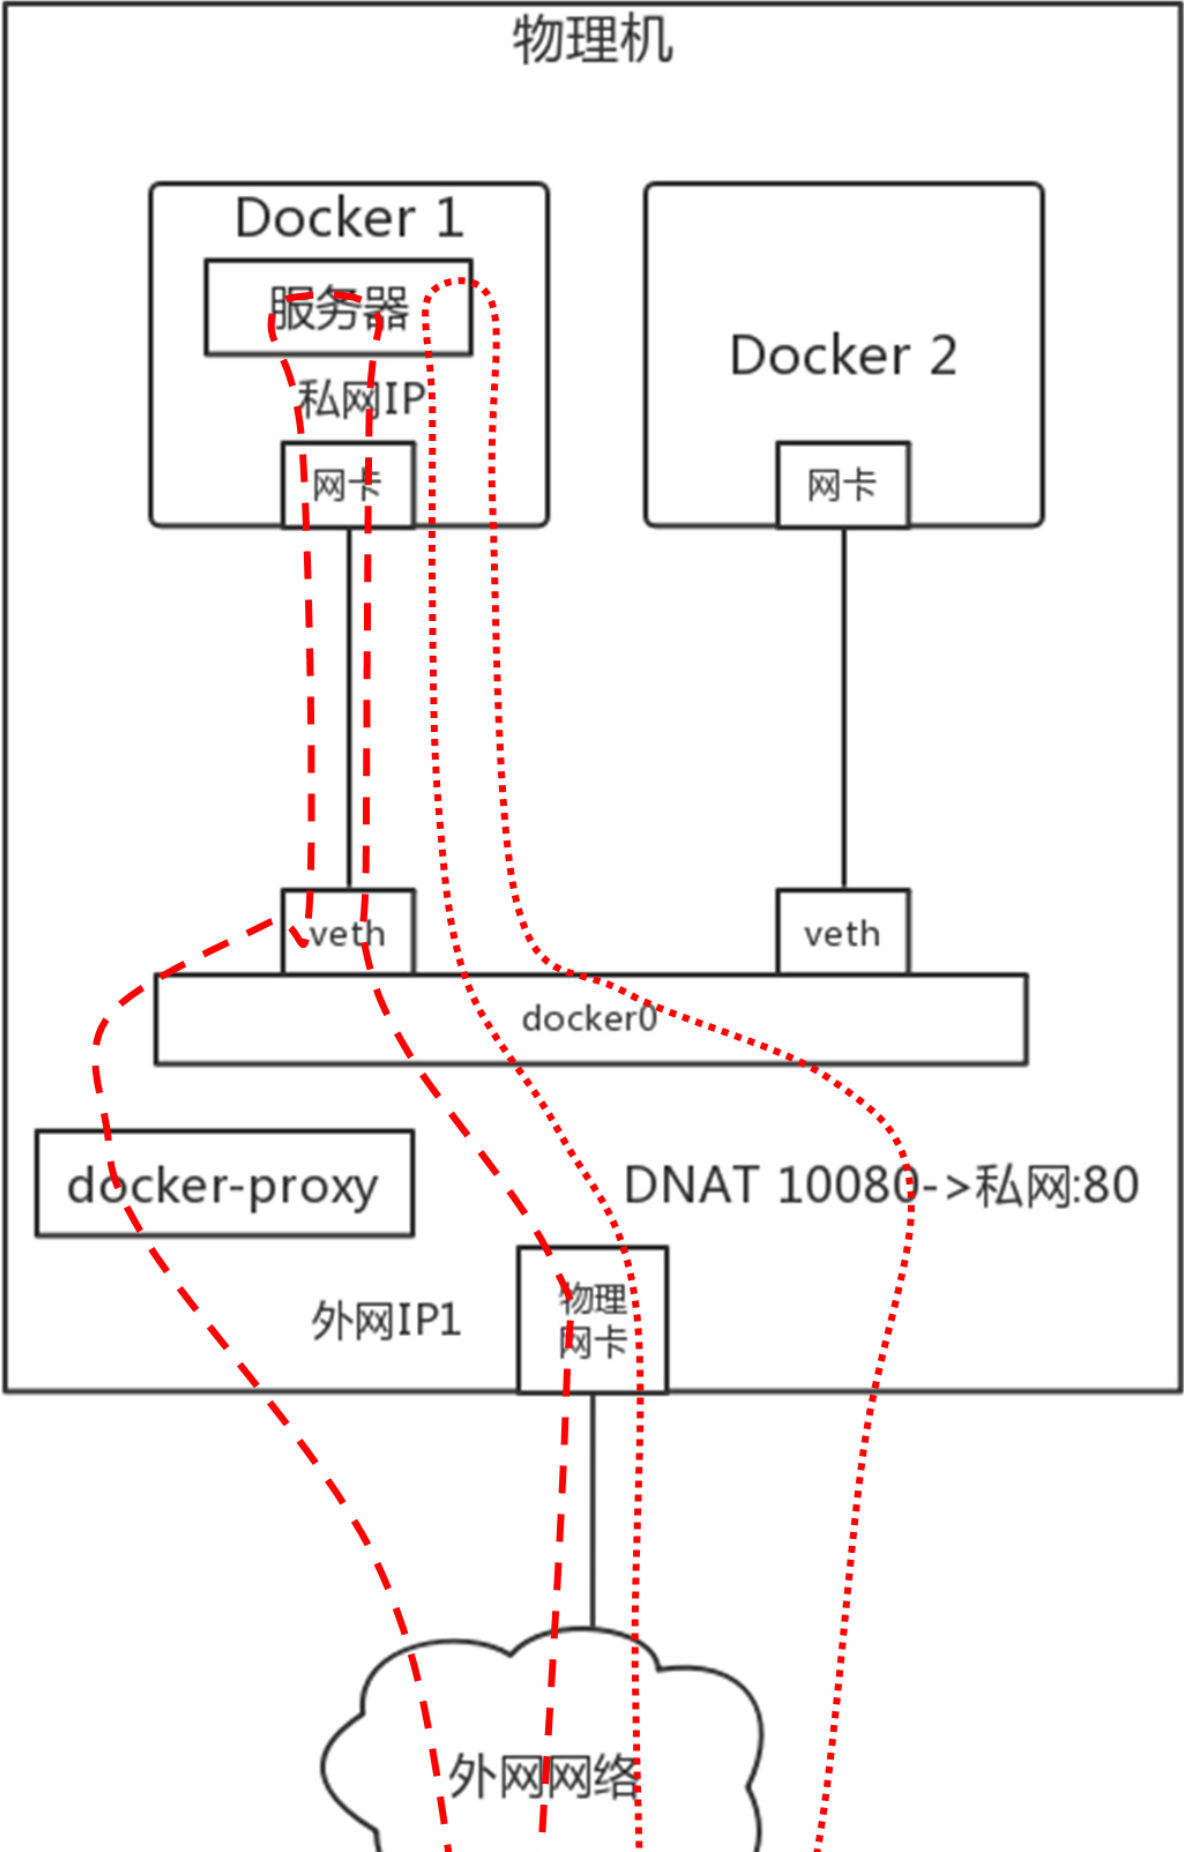 物理机
Docker 1
服务器
私网IP
网卡
Docker 2
网卡
veth
veth
docker0
docker-proxy
DNAT 10080->私网:80
外网IP1
物理
网卡
外网网络